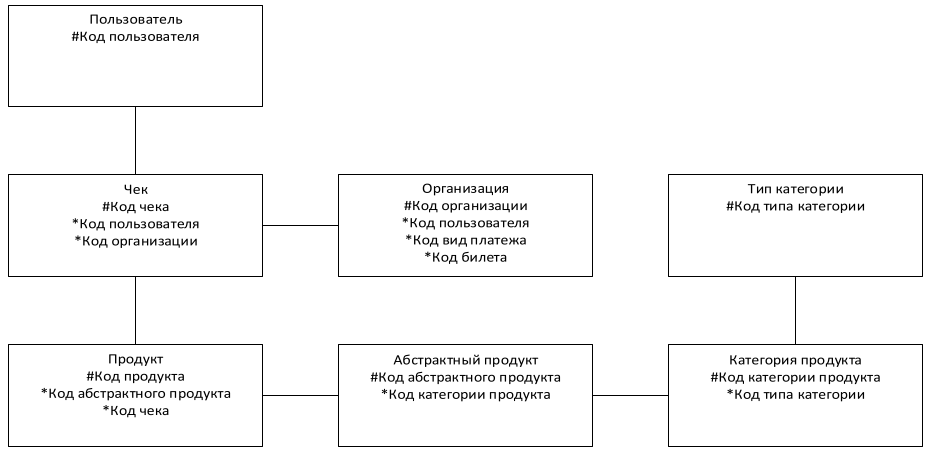 Пользователь
#Код пользователя
Чек
#Код чека
*Код пользователя
*Код организации
Организация
#Код организации
*Код пользователя
*Код вид платежа
*Код билета
Тип категории
#Код типа категории
Продукт
#Код продукта
*Код абстрактного продукта
*Код чека
Абстрактный продукт
#Код абстрактного продукта
*Код категории продукта
Категория продукта
#Код категории продукта
*Код типа категории